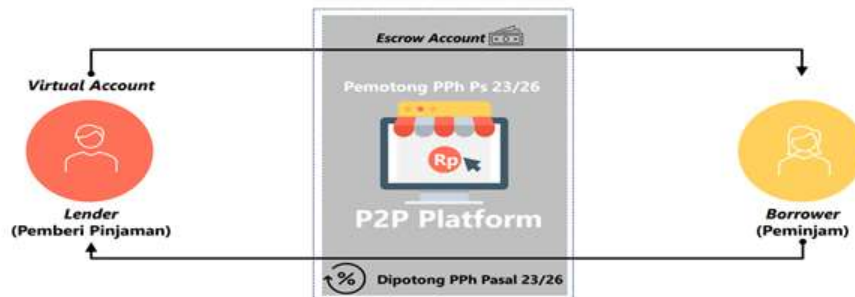 Escrow Account
Virtual Account
Pemotong PPh Ps 23/26
Rp
P2P Platform
Lender
(Pemberi Pinjaman)
Borrower
(Peminjam)
% Dipotong PPh Pasal 23/26